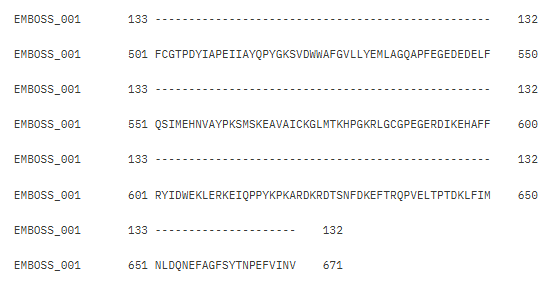 EMBOSS_001 133 -------------------------------------------------- 132
EMBOSS_001 501 FCGTPDYIAPEIIAYQPYGKSVDWWAFGVLLYEMLAGQAPFEGEDEDELF 550
EMBOSS_001 133 -------------------------------------------------- 132
EMBOSS_001 551 QSIMEHNVAYPKSMSKEAVAICKGLMTKHPGKRLGCGPEGERDIKEHAFF 600
EMBOSS_001 133 -------------------------------------------------- 132
EMBOSS_001 601 RYIDWEKLERKEIQPPYKPKARDKRDTSNFDKEFTRQPVELTPTDKLFIM 650
EMBOSS_001 133 --------------------- 132
EMBOSS_001 651 NLDQNEFAGFSYTNPEFVINV 671